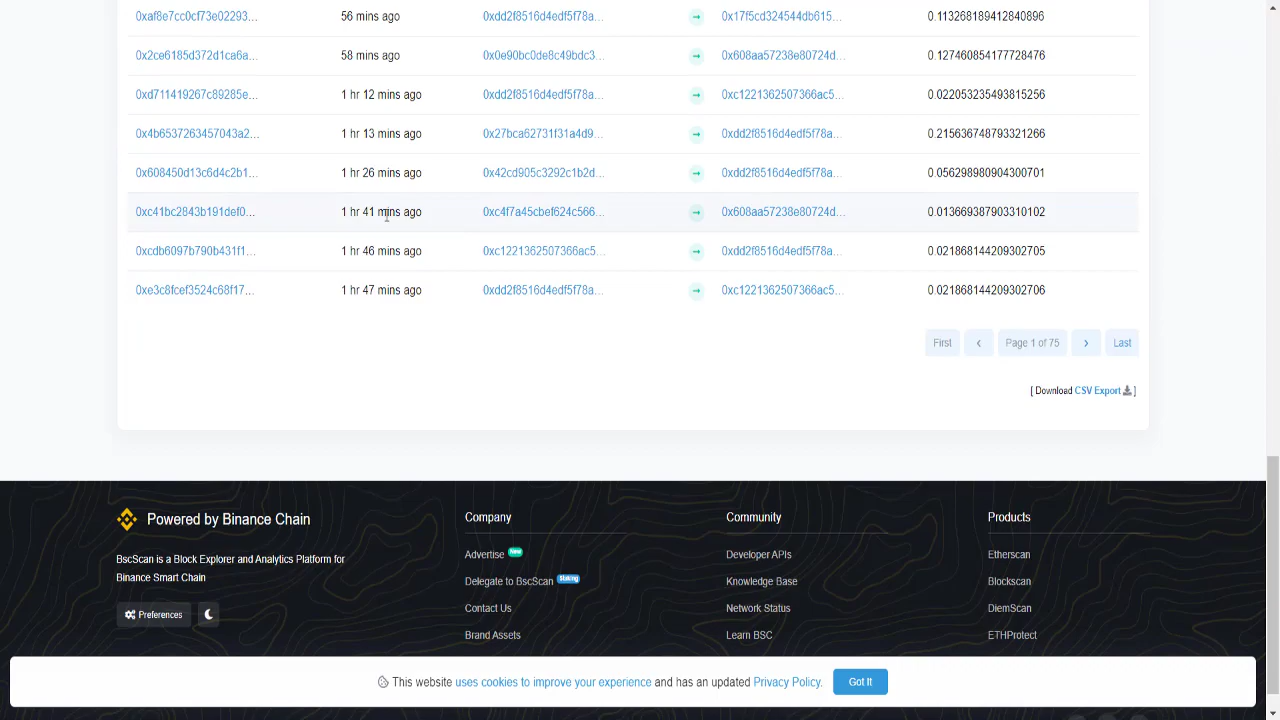 0xaf8e7cc0cf73e02293... 56 mins ago 0xdd2f8516d4edf5f78a... → 0x17f5cd324544db615... 0.113268189412840896
0x2ce6185d372d1ca6a... 58 mins ago 0x0e90bc0de8c49bdc3... → 0x608aa57238e80724d... 0.127460854177728476
0xd711419267c89285e... 1 hr 12 mins ago 0xdd2f8516d4edf5f78a... → 0xc1221362507366ac5... 0.022053235493815256
0x4b6537263457043a2... 1 hr 13 mins ago 0x27bca62731f31a4d9... → 0xdd2f8516d4edf5f78a... 0.215636748793321266
0x608450d13c6d4c2b1... 1 hr 26 mins ago 0x42cd905c3292c1b2d... → 0xdd2f8516d4edf5f78a... 0.056298980904300701
0xc41bc2843b191def0... 1 hr 41 mins ago 0xc4f7a45cbef624c566... → 0x608aa57238e80724d... 0.013669387903310102
0xcdb6097b790b431f1... 1 hr 46 mins ago 0xc1221362507366ac5... → 0xdd2f8516d4edf5f78a... 0.021868144209302705
0xe3c8fcef3524c68f17... 1 hr 47 mins ago 0xdd2f8516d4edf5f78a... → 0xc1221362507366ac5... 0.021868144209302706
First ‹ Page 1 of 75 › Last
[ Download CSV Export ]
Powered by Binance Chain
BscScan is a Block Explorer and Analytics Platform for
Binance Smart Chain
Preferences
Company
Advertise New
Delegate to BscScan Staking
Contact Us
Brand Assets
Community
Developer APIs
Knowledge Base
Network Status
Learn BSC
Products
Etherscan
Blockscan
DiemScan
ETHProtect
This website uses cookies to improve your experience and has an updated Privacy Policy. Got It